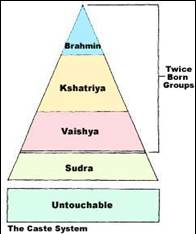 Brahmin
Kshatriya
Vaishya
Sudra
Untouchable
Twice
Born
Groups
The Caste System